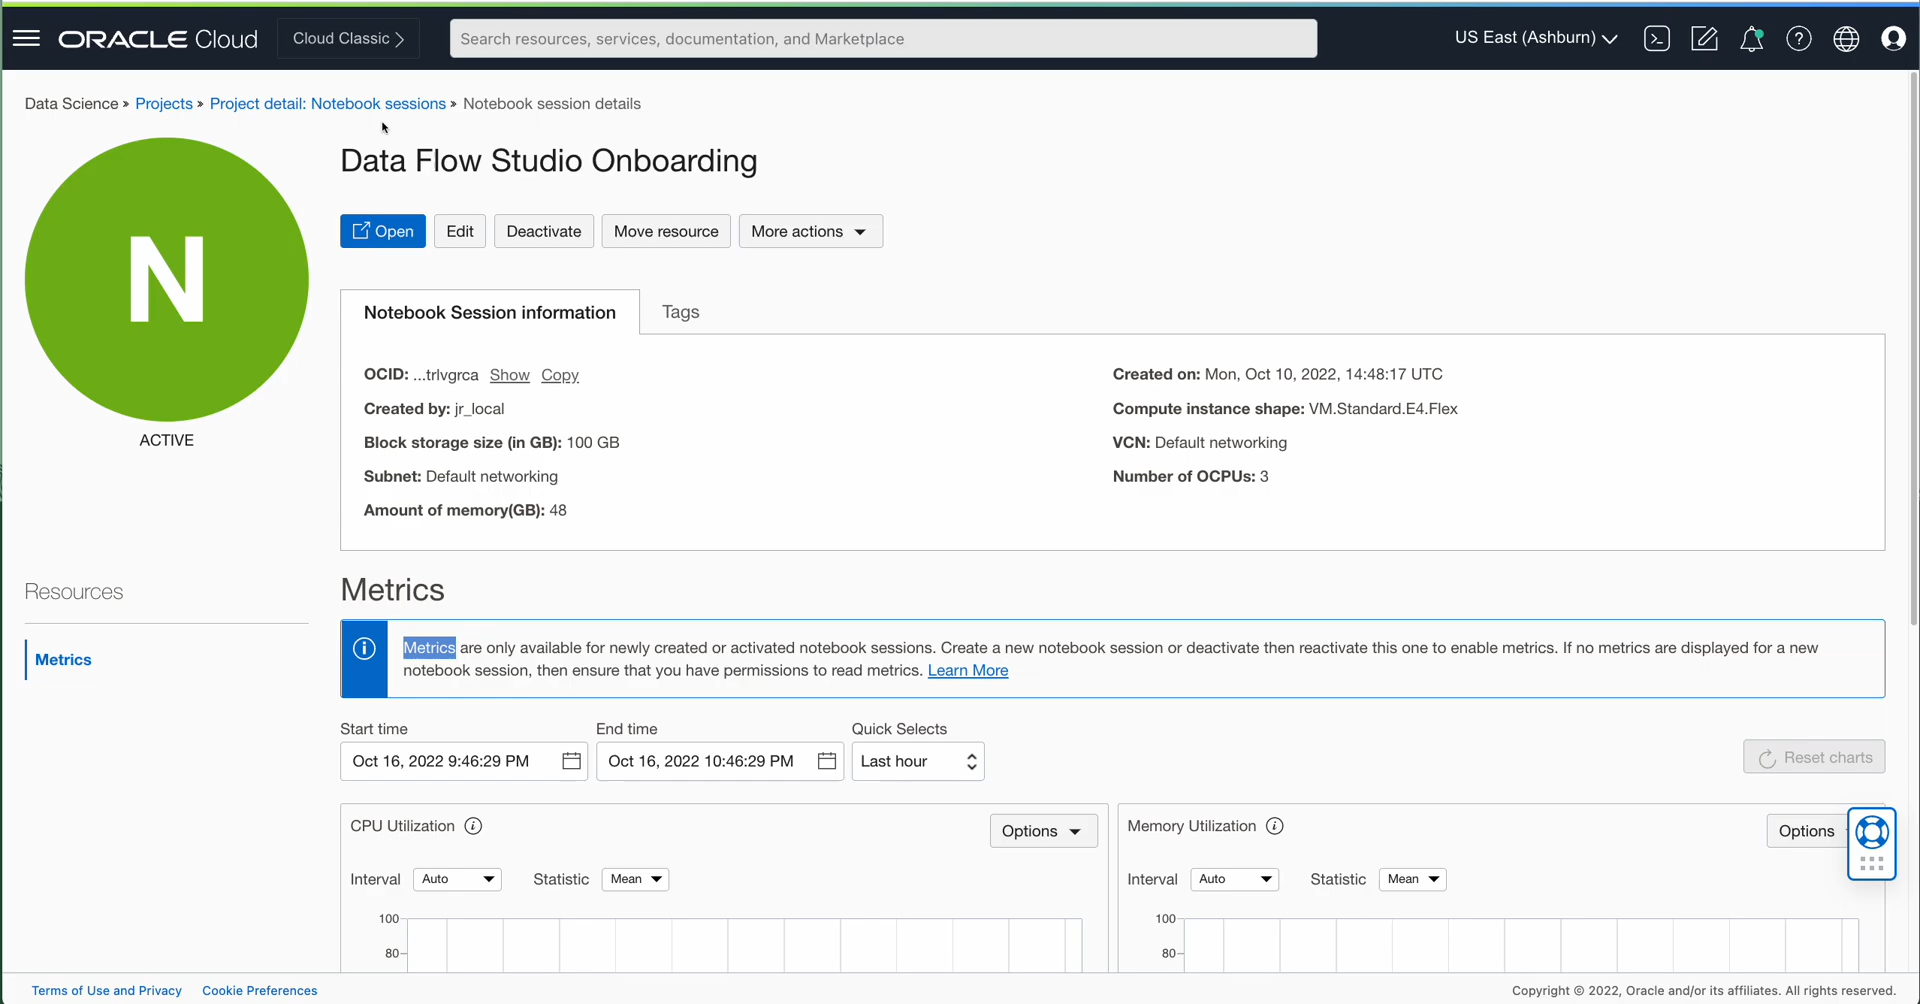 ORACLE Cloud
Cloud Classic >
Search resources, services, documentation, and Marketplace
US East (Ashburn)
Data Science » Projects » Project detail: Notebook sessions » Notebook session details
N
ACTIVE
Data Flow Studio Onboarding
Open
Edit
Deactivate
Move resource
More actions
Notebook Session information
Tags
OCID: ...trlvgrca Show Copy
Created by: jr_local
Block storage size (in GB): 100 GB
Subnet: Default networking
Amount of memory(GB): 48
Created on: Mon, Oct 10, 2022, 14:48:17 UTC
Compute instance shape: VM.Standard.E4.Flex
VCN: Default networking
Number of OCPUs: 3
Resources
Metrics
Metrics
Metrics are only available for newly created or activated notebook sessions. Create a new notebook session or deactivate then reactivate this one to enable metrics. If no metrics are displayed for a new
notebook session, then ensure that you have permissions to read metrics. Learn More
Start time
Oct 16, 2022 9:46:29 PM
End time
Oct 16, 2022 10:46:29 PM
Quick Selects
Last hour
Reset charts
CPU Utilization
Options
Interval Auto Statistic Mean
100
80
Memory Utilization
Options
Interval Auto Statistic Mean
100
80
Terms of Use and Privacy
Cookie Preferences
Copyright © 2022, Oracle and/or its affiliates. All rights reserved.